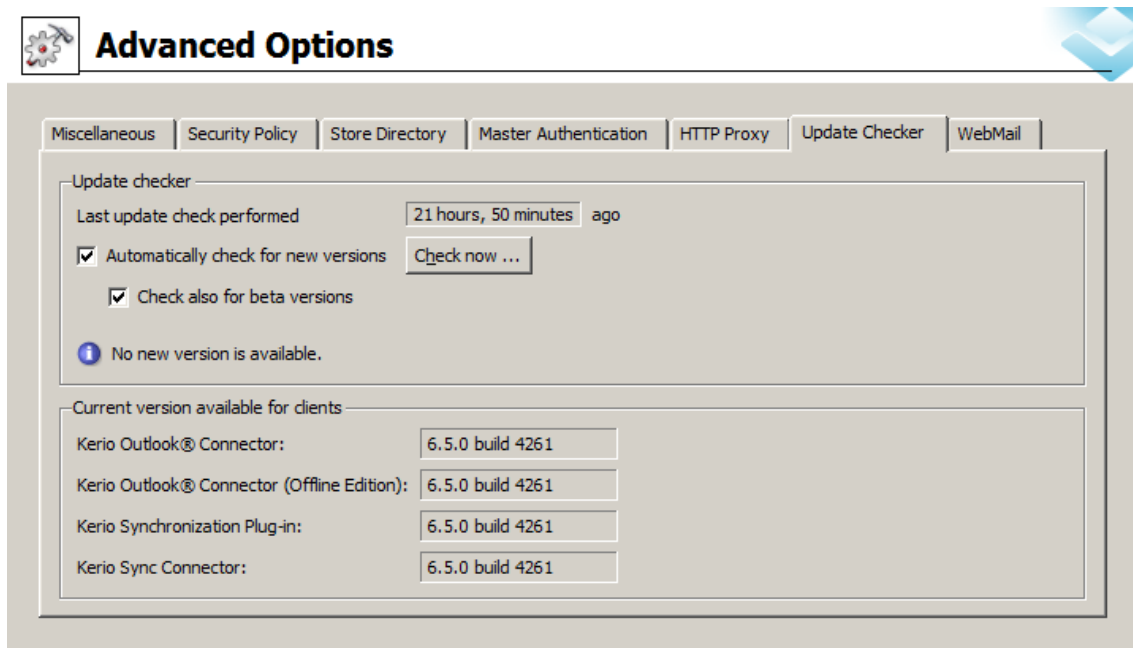 Advanced Options
Miscellaneous Security Policy Store Directory Master Authentication HTTP Proxy Update Checker WebMail
Update checker
Last update check performed 21 hours, 50 minutes ago
Automatically check for new versions Check now ...
Check also for beta versions
No new version is available.
Current version available for clients
Kerio Outlook® Connector: 6.5.0 build 4261
Kerio Outlook® Connector (Offline Edition): 6.5.0 build 4261
Kerio Synchronization Plug-in: 6.5.0 build 4261
Kerio Sync Connector: 6.5.0 build 4261